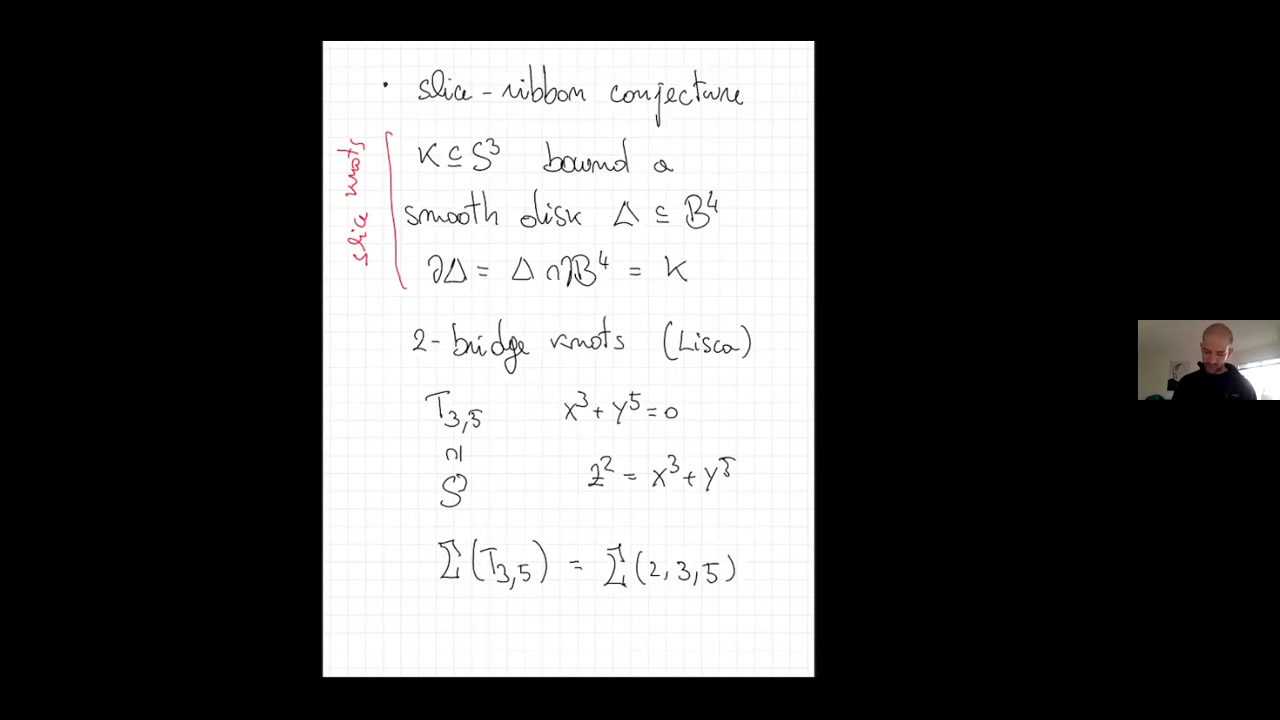 • slice-ribbon conjecture
slice knots
K ⊆ S³ bound a
smooth disk Δ ⊆ B⁴
∂Δ = Δ ∩ ∂B⁴ = K
2-bridge knots (Lisca)
T₃,₅ x³ + y⁵ = 0
∩|
S³ z² = x³ + y⁵
Σ(T₃,₅) = Σ(2,3,5)